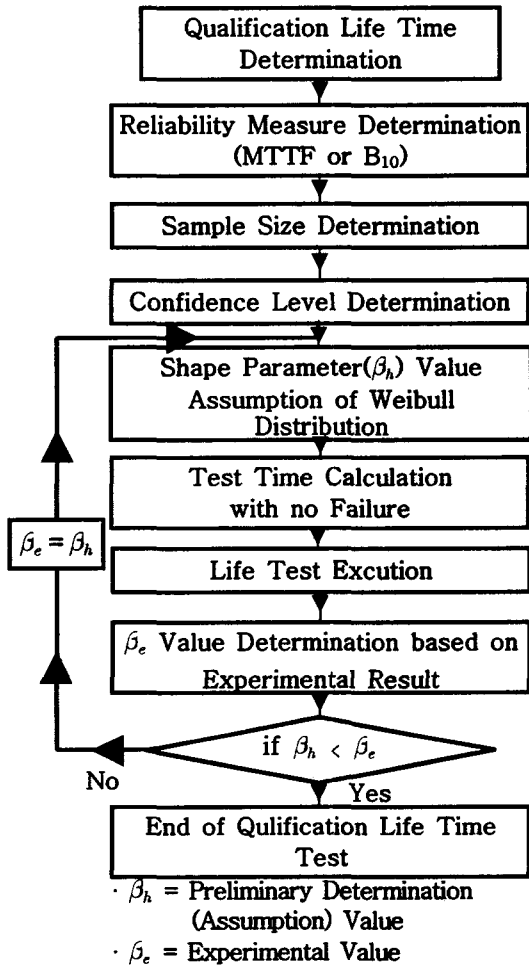 Qualification Life Time
Determination
Reliability Measure Determination
(MTTF or B₁₀)
Sample Size Determination
Confidence Level Determination
Shape Parameter(βₕ) Value
Assumption of Weibull
Distribution
Test Time Calculation
with no Failure
βₑ = βₕ
Life Test Excution
βₑ Value Determination based on
Experimental Result
if βₕ < βₑ
No
Yes
End of Qulification Life Time
Test
· βₕ = Preliminary Determination
(Assumption) Value
· βₑ = Experimental Value